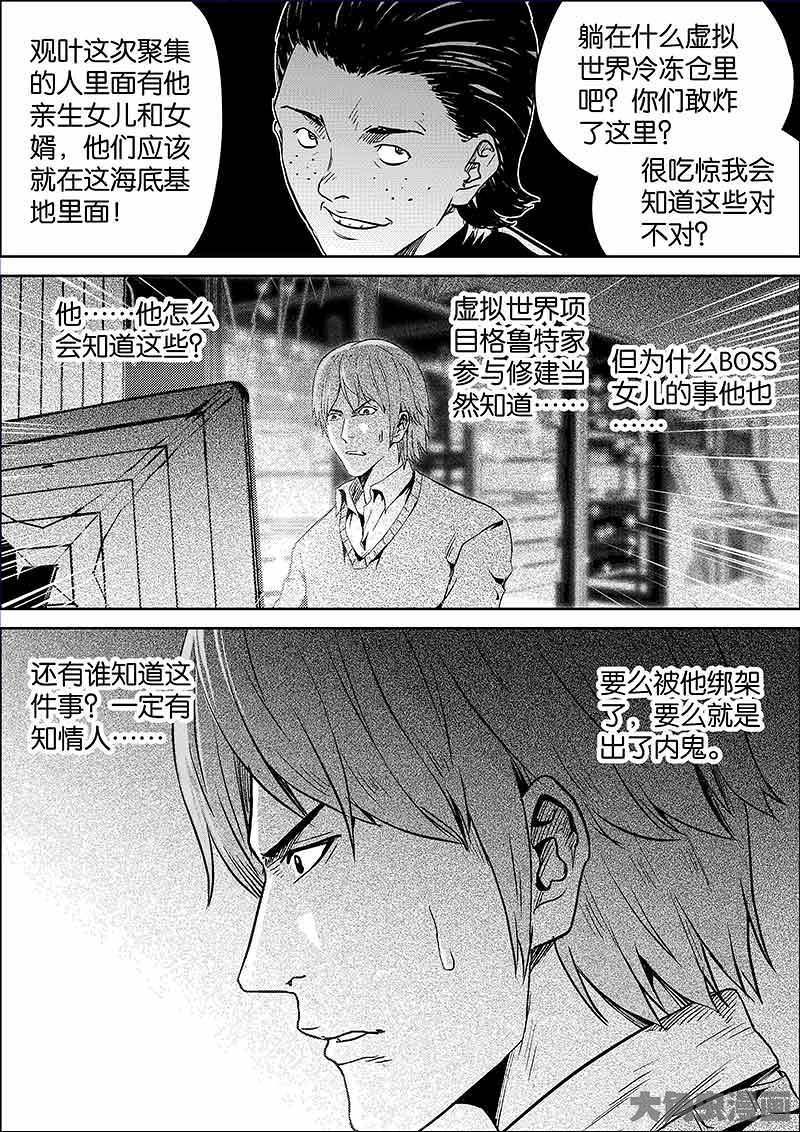 观叶这次聚集
的人里面有他
亲生女儿和女
婿，他们应该
就在这海底基
地里面！
躺在什么虚拟
世界冷冻仓里
吧？你们敢炸
了这里？
很吃惊我会
知道这些对
不对？
他……他怎么
会知道这些？
虚拟世界项
目格鲁特家
参与修建当
然知道……
但为什么BOSS
女儿的事他也
……
还有谁知道这
件事？一定有
知情人……
要么被他绑架
了，要么就是
出了内鬼。